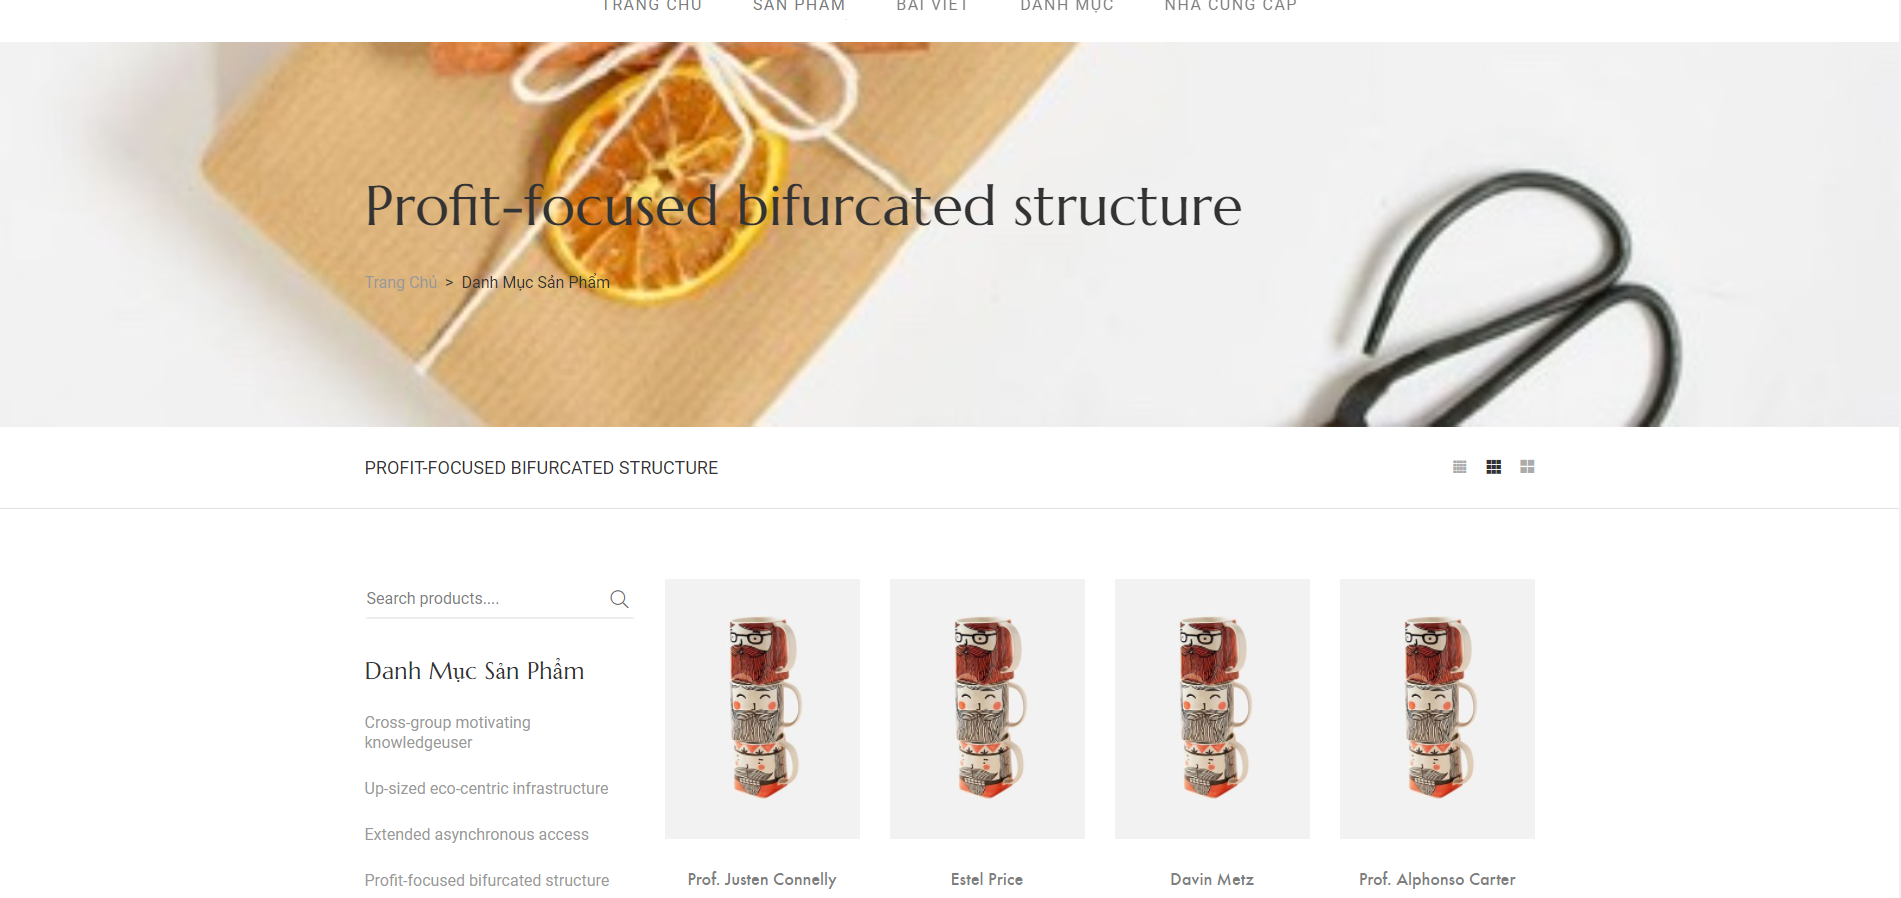 TRANG CHỦ SẢN PHẨM BÀI VIẾT DANH MỤC NHÀ CUNG CẤP
Profit-focused bifurcated structure
Trang Chủ > Danh Mục Sản Phẩm
PROFIT-FOCUSED BIFURCATED STRUCTURE
Search products....
Danh Mục Sản Phẩm
Cross-group motivating
knowledgeuser
Up-sized eco-centric infrastructure
Extended asynchronous access
Profit-focused bifurcated structure
Prof. Justen Connelly
Estel Price
Davin Metz
Prof. Alphonso Carter